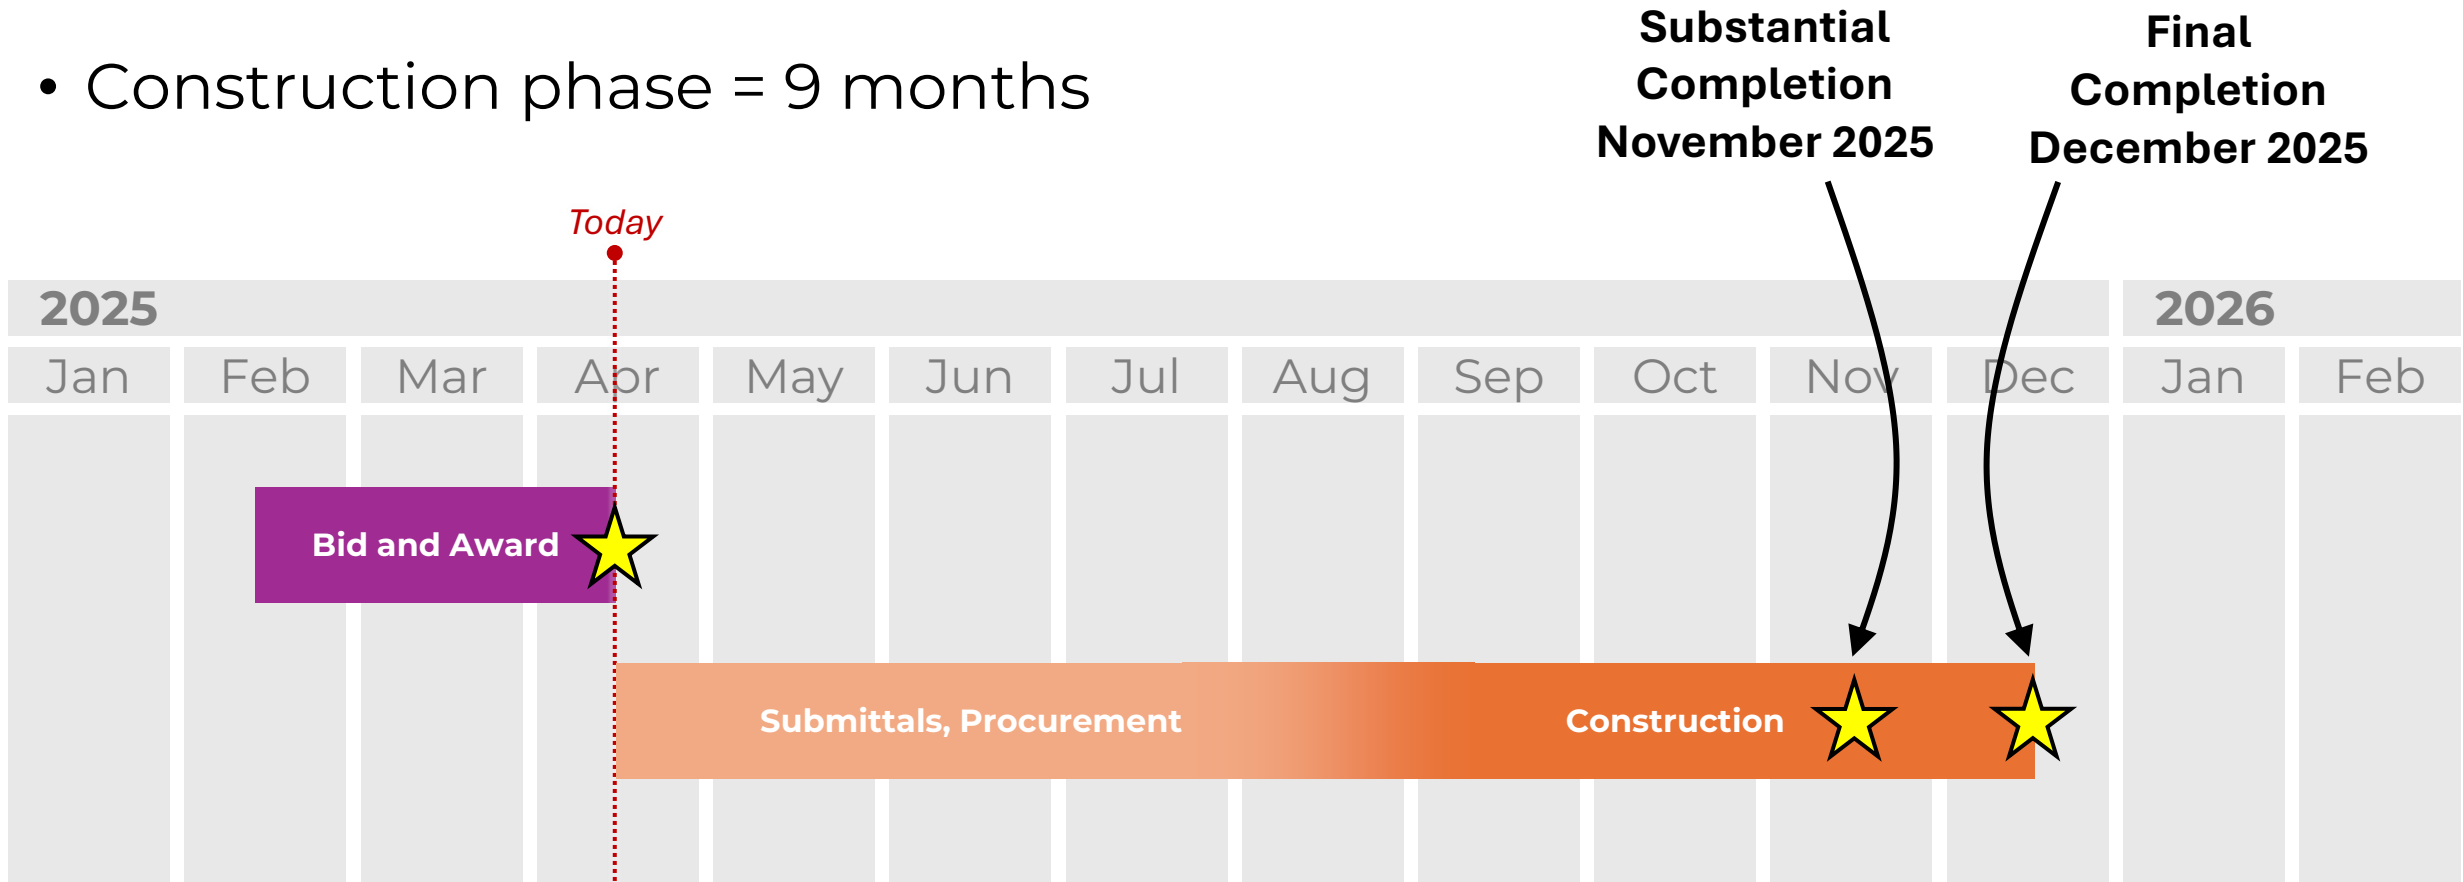 • Construction phase = 9 months
Substantial
Completion
November 2025
Final
Completion
December 2025
Today
2025
2026
Jan
Feb
Mar
Apr
May
Jun
Jul
Aug
Sep
Oct
Nov
Dec
Jan
Feb
Bid and Award
Submittals, Procurement
Construction